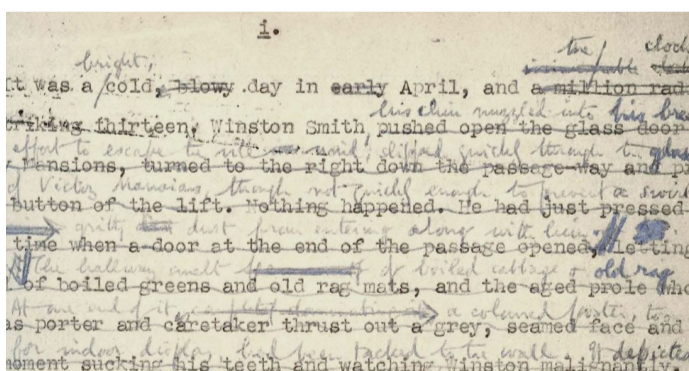 i.
bright,
the clock
It was a cold, blowy day in early April, and a million rad
his chin nuzzled into his brea
triking thirteen, Winston Smith pushed open the glass door
effort to escape the vile wind, slipped quickly through the glass
y Mansions, turned to the right down the passage-way and pr
of Victory Mansions, though not quickly enough to prevent a swirl
button of the lift. Nothing happened. He had just pressed
gritty dust from entering along with him.
time when a door at the end of the passage opened, letting
The hallway smelt of boiled cabbage & old rag
of boiled greens and old rag mats, and the aged prole who
At one end of it a coloured poster, too
as porter and caretaker thrust out a grey, seamed face and
for indoor display, had been tacked to the wall. It depicted
moment sucking his teeth and watching Winston malignantly.